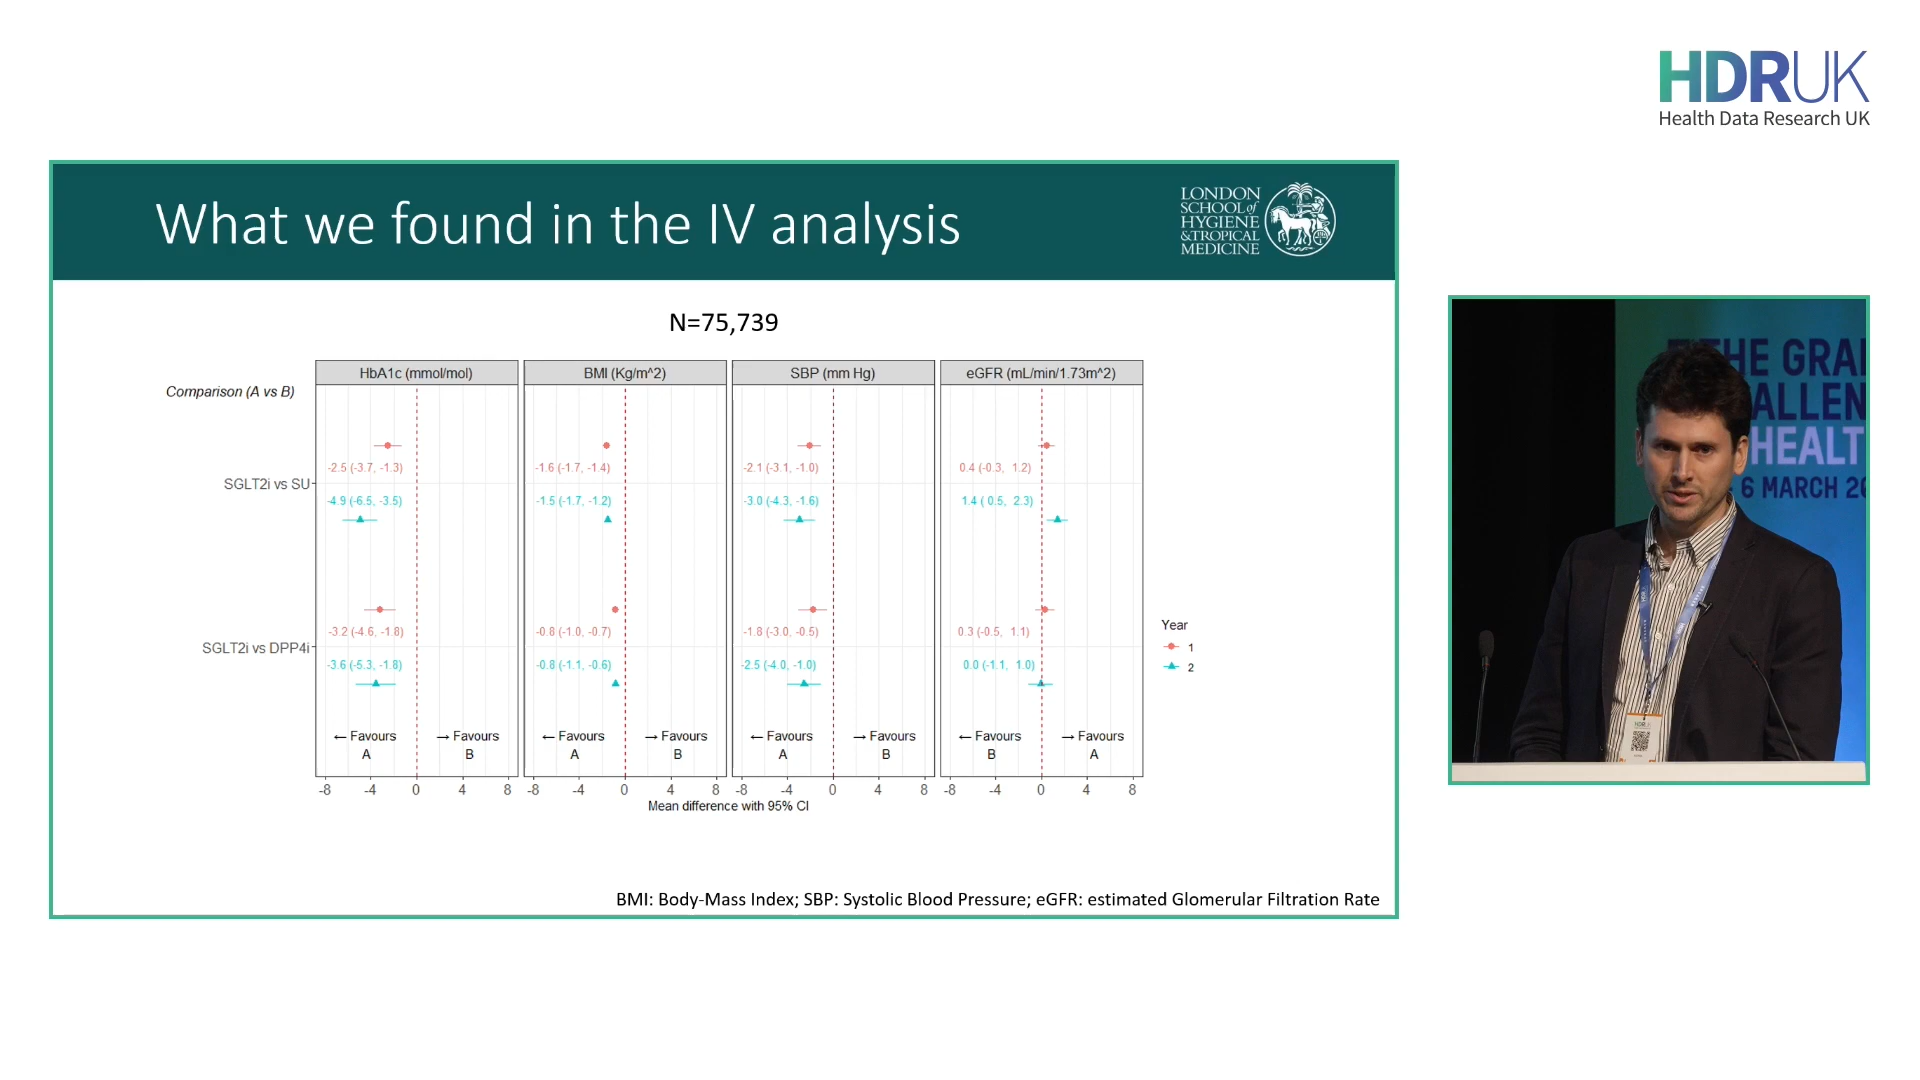 HDRUK
Health Data Research UK
What we found in the IV analysis
LONDON
SCHOOL of
HYGIENE
& TROPICAL
MEDICINE
N=75,739
Comparison (A vs B)
HbA1c (mmol/mol)
BMI (Kg/m^2)
SBP (mm Hg)
eGFR (mL/min/1.73m^2)
SGLT2i vs SU
-2.5 (-3.7, -1.3)
-1.6 (-1.7, -1.4)
-2.1 (-3.1, -1.0)
0.4 (-0.3, 1.2)
-4.9 (-6.5, -3.5)
-1.5 (-1.7, -1.2)
-3.0 (-4.3, -1.6)
1.4 ( 0.5, 2.3)
SGLT2i vs DPP4i
-3.2 (-4.6, -1.8)
-0.8 (-1.0, -0.7)
-1.8 (-3.0, -0.5)
0.3 (-0.5, 1.1)
-3.6 (-5.3, -1.8)
-0.8 (-1.1, -0.6)
-2.5 (-4.0, -1.0)
0.0 (-1.1, 1.0)
← Favours A
→ Favours B
← Favours A
→ Favours B
← Favours A
→ Favours B
← Favours B
→ Favours A
-8 -4 0 4 8
-8 -4 0 4 8
-8 -4 0 4 8
-8 -4 0 4 8
Mean difference with 95% CI
Year
1
2
BMI: Body-Mass Index; SBP: Systolic Blood Pressure; eGFR: estimated Glomerular Filtration Rate
THE GRA
ALLEN
HEALT
6 MARCH 20